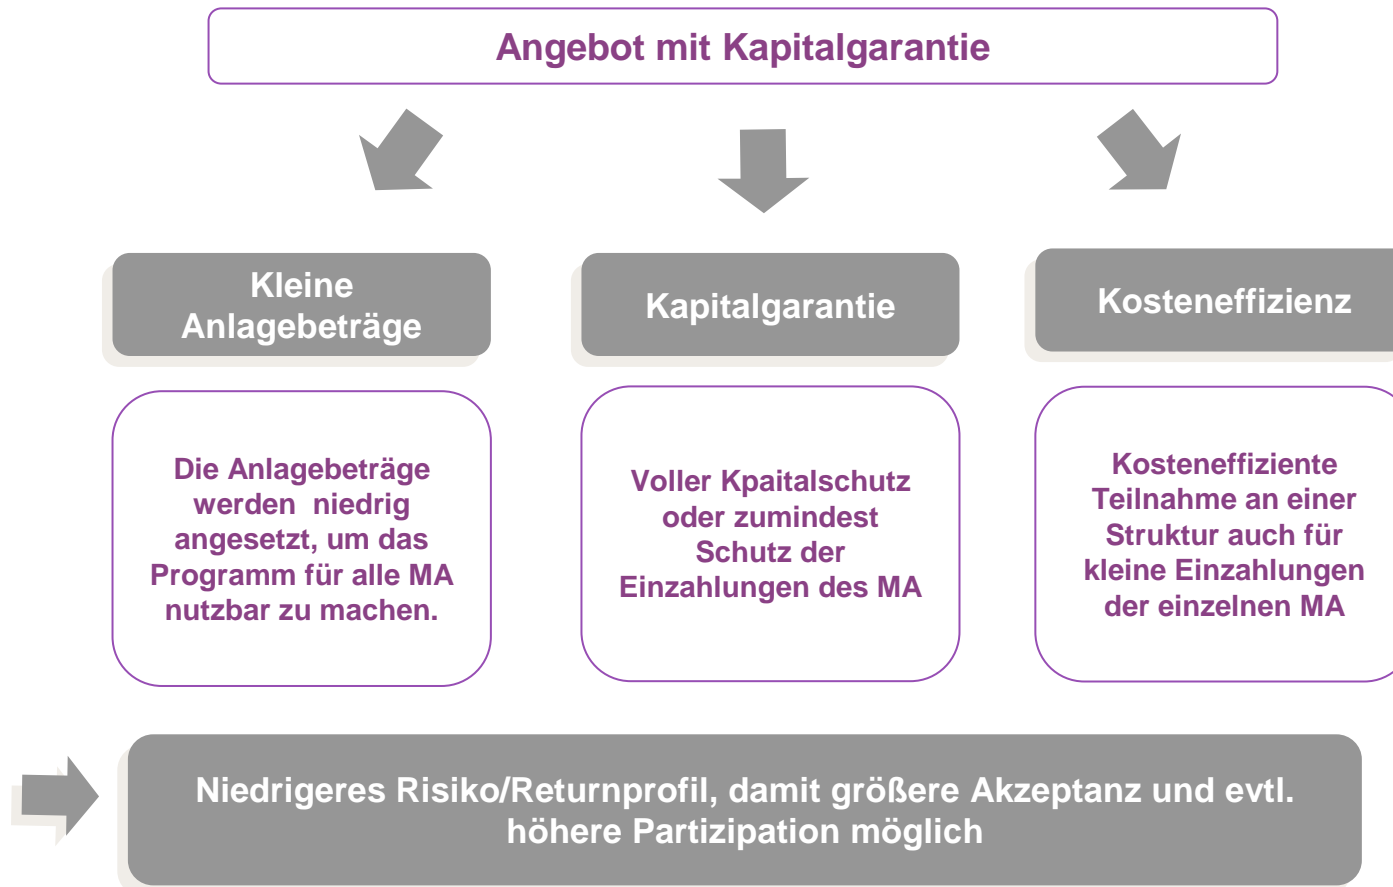 Angebot mit Kapitalgarantie
Kleine
Anlagebeträge
Kapitalgarantie
Kosteneffizienz
Die Anlagebeträge
werden  niedrig
angesetzt, um das
Programm für alle MA
nutzbar zu machen.
Voller Kpaitalschutz
oder zumindest
Schutz der
Einzahlungen des MA
Kosteneffiziente
Teilnahme an einer
Struktur auch für
kleine Einzahlungen
der einzelnen MA
Niedrigeres Risiko/Returnprofil, damit größere Akzeptanz und evtl.
höhere Partizipation möglich